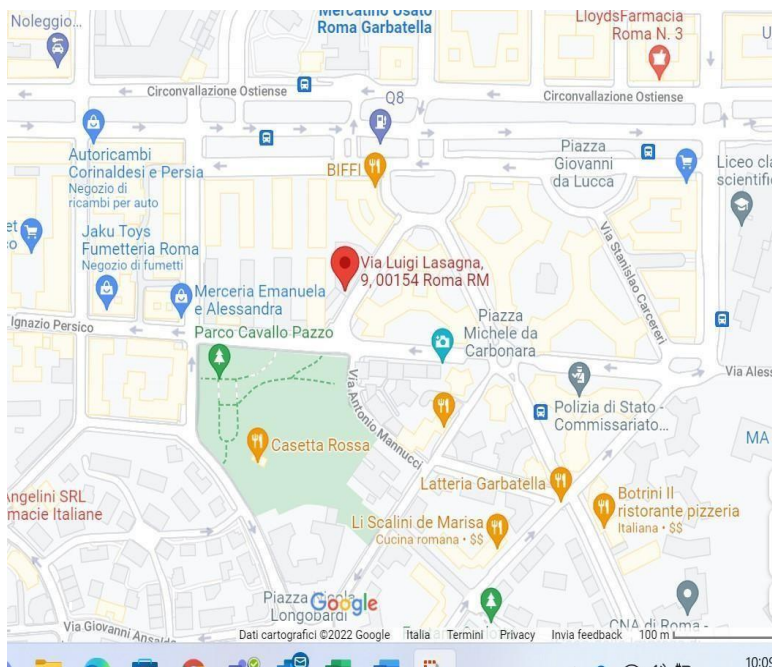 Noleggio...
Mercatino Usato
Roma Garbatella
LloydsFarmacia
Roma N. 3
Circonvallazione Ostiense
Circonvallazione Ostiense
Q8
Autoricambi
Corinaldesi e Persia
Negozio di
ricambi per auto
BIFFI
Piazza
Giovanni
da Lucca
Liceo cla
scientific
Jaku Toys
Fumetteria Roma
Negozio di fumetti
Via Luigi Lasagna,
9, 00154 Roma RM
Via Stanislao Carcereri
Merceria Emanuela
e Alessandra
Ignazio Persico
Parco Cavallo Pazzo
Piazza
Michele da
Carbonara
Via Aless
Via Antonio Mannucci
Polizia di Stato -
Commissariato...
MA
Casetta Rossa
Latteria Garbatella
Angelini SRL
macie Italiane
Botrini Il
ristorante pizzeria
Italiana • $$
Li Scalini de Marisa
Cucina romana • $$
Piazza
Longobardi
Google
Via Giovanni Ansaldo
CNA di Roma -
Dati cartografici ©2022 Google
Italia
Termini
Privacy
Invia feedback
100 m
10:09